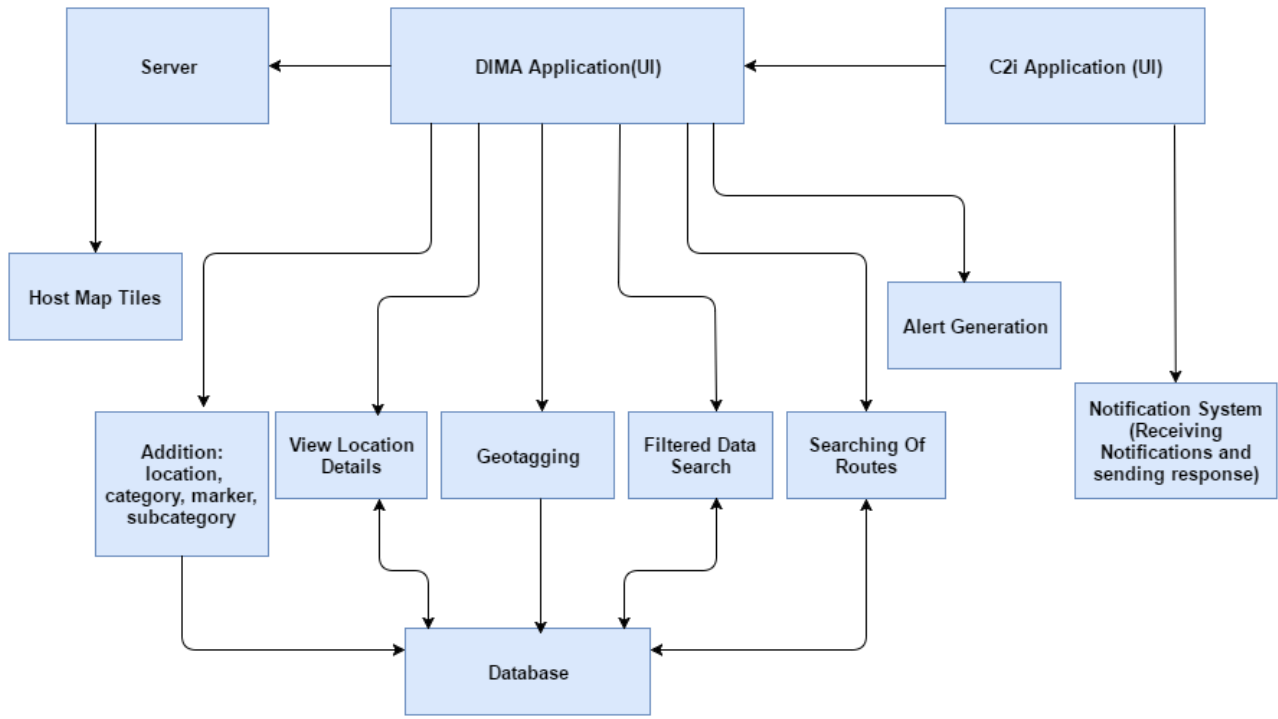 Server
DIMA Application(UI)
C2i Application (UI)
Host Map Tiles
Alert Generation
Addition:
location,
category, marker,
subcategory
View Location
Details
Geotagging
Filtered Data
Search
Searching Of
Routes
Notification System
(Receiving
Notifications and
sending response)
Database